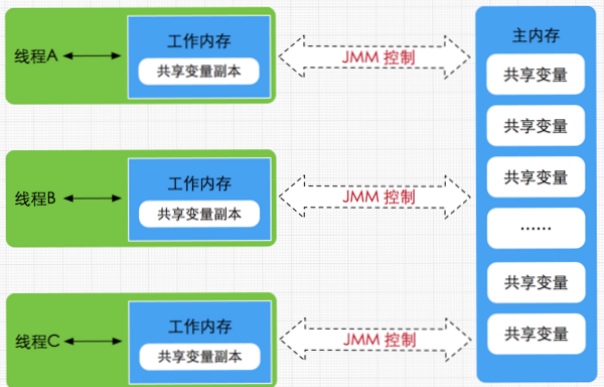 工作内存
线程A
共享变量副本
JMM 控制
工作内存
线程B
共享变量副本
JMM 控制
工作内存
线程C
共享变量副本
JMM 控制
主内存
共享变量
共享变量
共享变量
……
共享变量
共享变量